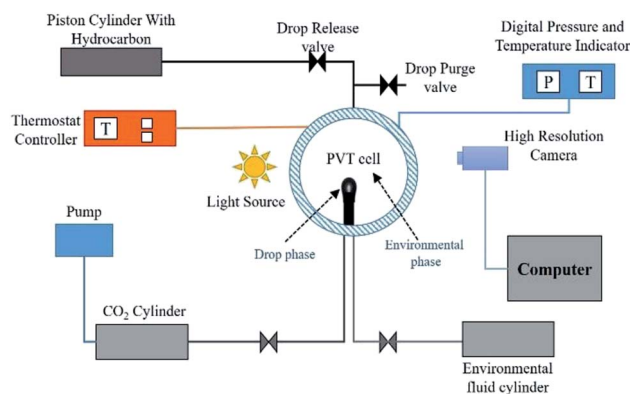 Piston Cylinder With
Hydrocarbon
Drop Release
valve
Digital Pressure and
Temperature Indicator
P T
Drop Purge
valve
Thermostat
Controller
T
High Resolution
Camera
PVT cell
Light Source
Pump
Drop phase
Environmental
phase
Computer
CO₂ Cylinder
Environmental
fluid cylinder